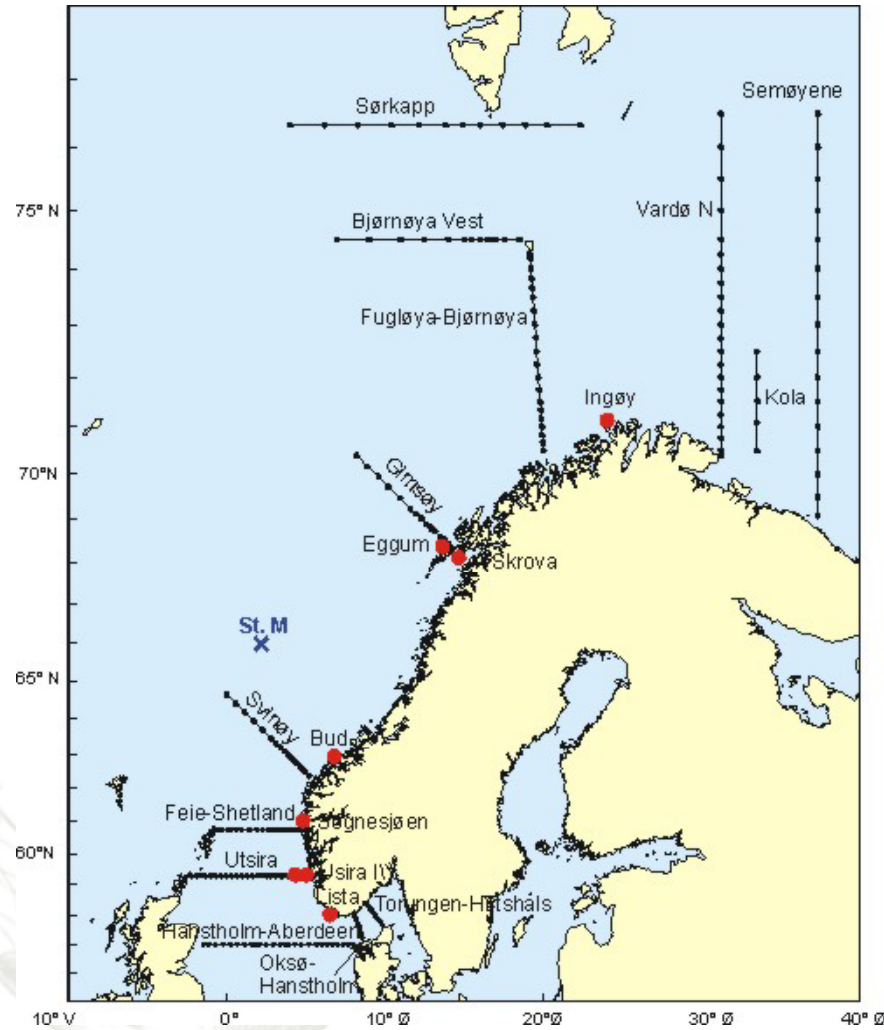 Sørkapp
Semøyene
75° N
Vardø N
Bjørnøya Vest
Fugløya-Bjørnøya
Ingøy
Kola
70° N
Gimsøy
Eggum
Skrova
St. M
65° N
Svinøy
Bud
Feie-Shetland
Sognesjøen
60° N
Utsira
Utsira I\
Lista
Torungen-Hirtshals
Hanstholm-Aberdeen
Oksø-
Hanstholm
10° V
0°
10° Ø
20° Ø
30° Ø
40° Ø